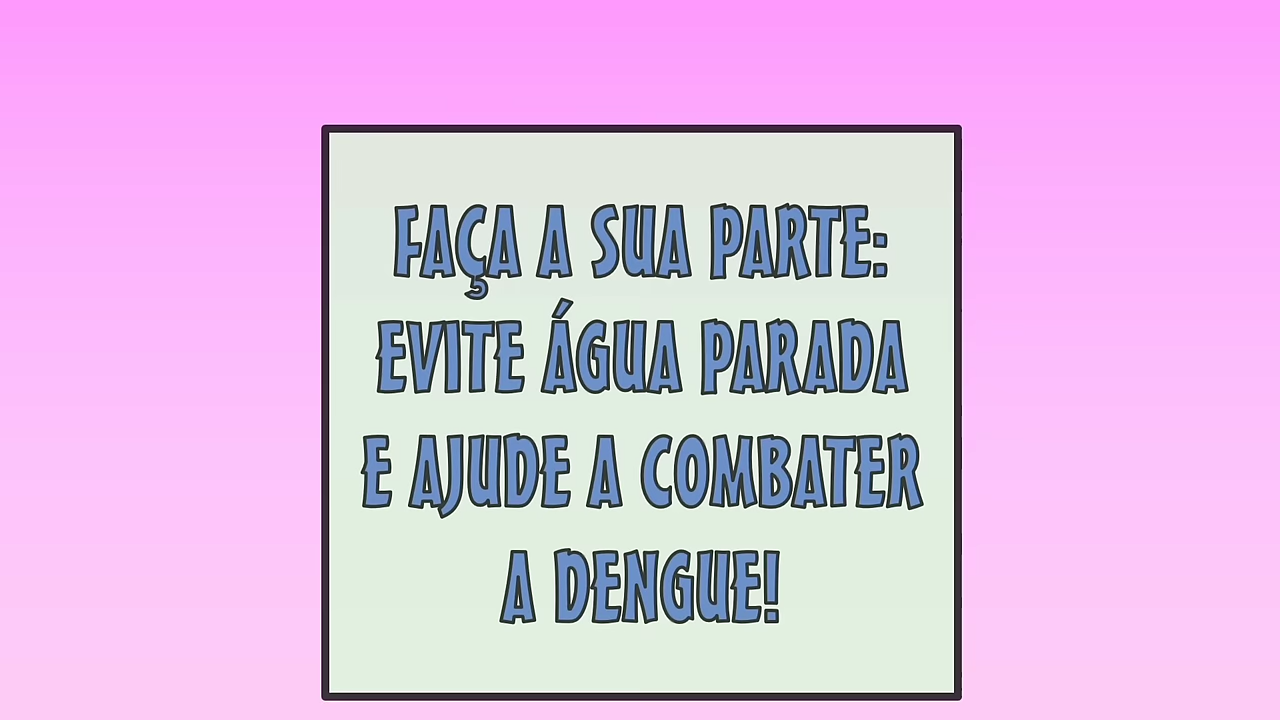 FAÇA A SUA PARTE:
EVITE ÁGUA PARADA
E AJUDE A COMBATER
A DENGUE!